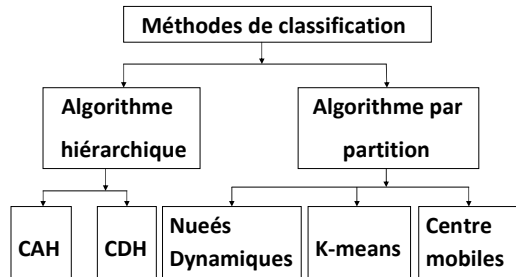 Méthodes de classification
Algorithme
hiérarchique
Algorithme par
partition
CAH
CDH
Nueés
Dynamiques
K-means
Centre
mobiles